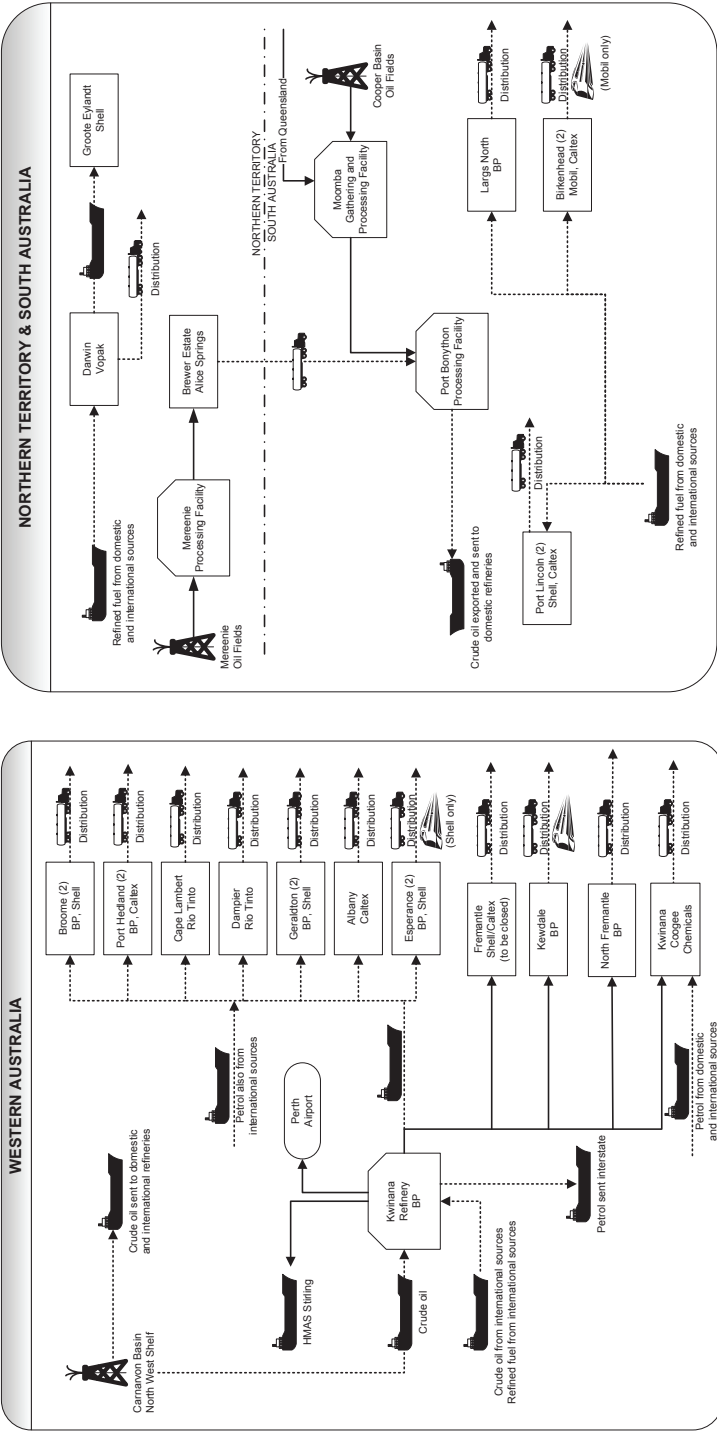 WESTERN AUSTRALIA
Carnarvon Basin
North West Shelf
Crude oil sent to domestic
and international refineries
Petrol also from
international sources
Broome (2)
BP, Shell
Distribution
Port Hedland (2)
BP, Caltex
Distribution
Cape Lambert
Rio Tinto
Distribution
Dampier
Rio Tinto
Distribution
Geraldton (2)
BP, Shell
Distribution
Albany
Caltex
Distribution
Esperance (2)
BP, Shell
Distribution
(Shell only)
Perth
Airport
HMAS Stirling
Crude oil
Kwinana
Refinery
BP
Crude oil from international sources
Refined fuel from international sources
Petrol sent interstate
Fremantle
Shell/Caltex
(to be closed)
Distribution
Kewdale
BP
Distribution
North Fremantle
BP
Distribution
Kwinana
Coogee
Chemicals
Distribution
Petrol from domestic
and international sources
NORTHERN TERRITORY & SOUTH AUSTRALIA
Refined fuel from domestic
and international sources
Darwin
Vopak
Groote Eylandt
Shell
Distribution
Mereenie
Oil Fields
Mereenie
Processing Facility
Brewer Estate
Alice Springs
NORTHERN TERRITORY
SOUTH AUSTRALIA
From Queensland
Cooper Basin
Oil Fields
Moomba
Gathering and
Processing Facility
Port Bonython
Processing Facility
Crude oil exported and sent to
domestic refineries
Port Lincoln (2)
Shell, Caltex
Distribution
Largs North
BP
Distribution
Birkenhead (2)
Mobil, Caltex
Distribution
(Mobil only)
Refined fuel from domestic
and international sources